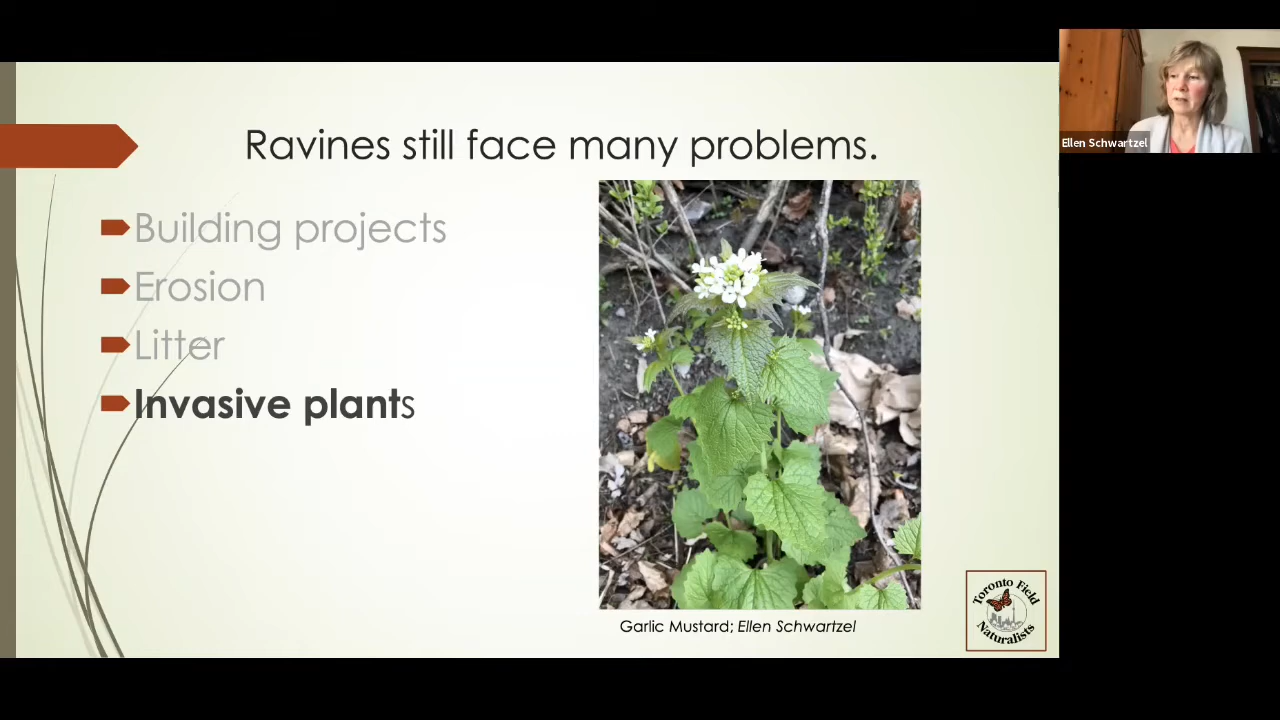 Ravines still face many problems.
Building projects
Erosion
Litter
Invasive plants
Garlic Mustard; Ellen Schwartzel
Toronto Field
Naturalists
Ellen Schwartzel